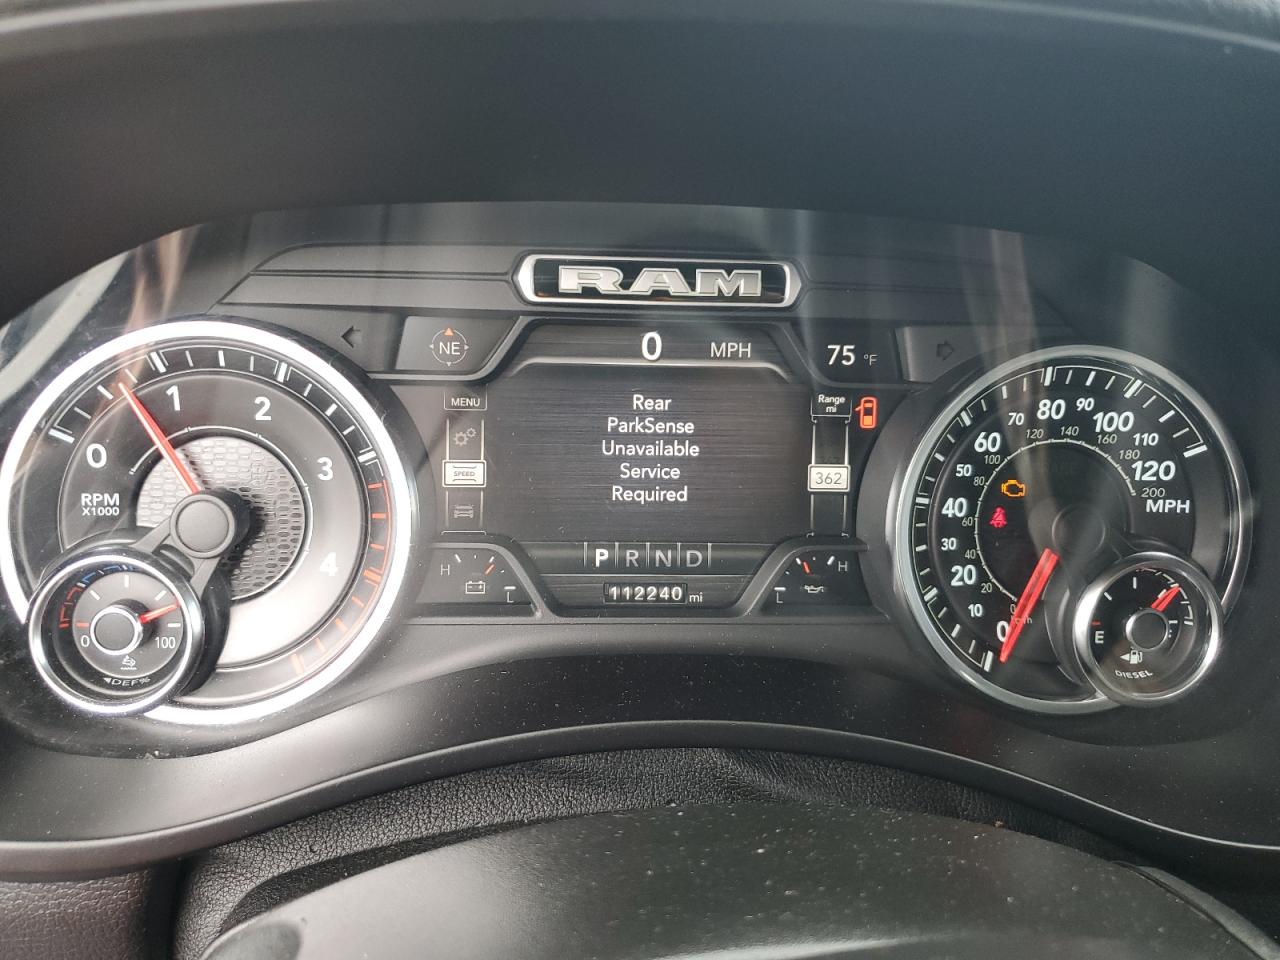 RAM
NE
0 MPH
75 °F
MENU
Rear
ParkSense
Unavailable
Service
Required
Range
mi
SPEED
362
P R N D
H
L
H
L
112240 mi
0
1
2
3
4
RPM
X1000
0
100
DEF%
0
10
20
30
40
50
60
70
80
90
100
110
120
MPH
0
20
40
60
80
100
120
140
160
180
200
km/h
E
DIESEL